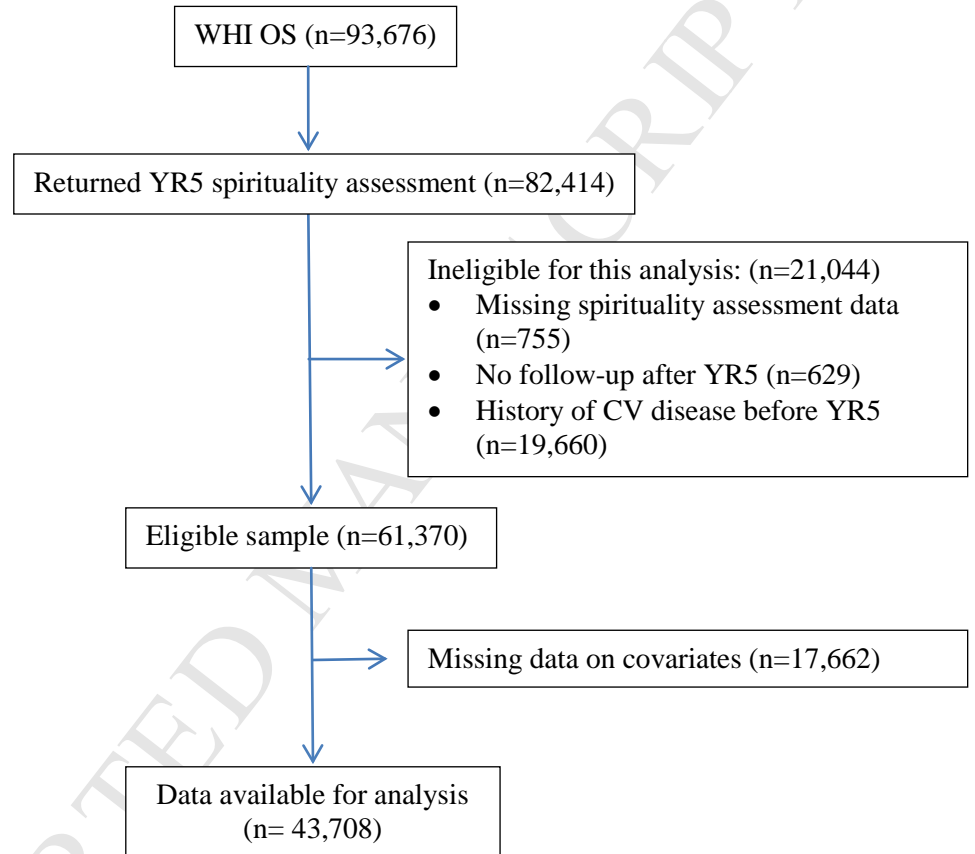 WHI OS (n=93,676)
Returned YR5 spirituality assessment (n=82,414)
Ineligible for this analysis: (n=21,044)
• Missing spirituality assessment data
(n=755)
• No follow-up after YR5 (n=629)
• History of CV disease before YR5
(n=19,660)
Eligible sample (n=61,370)
Missing data on covariates (n=17,662)
Data available for analysis
(n= 43,708)